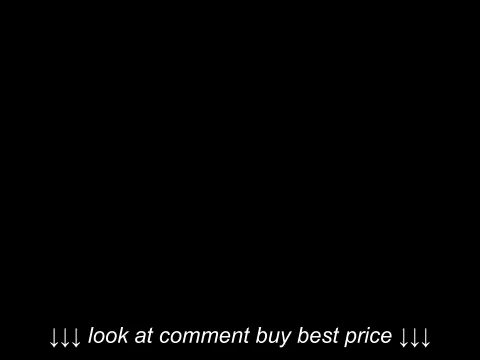 ↓↓↓ look at comment buy best price ↓↓↓